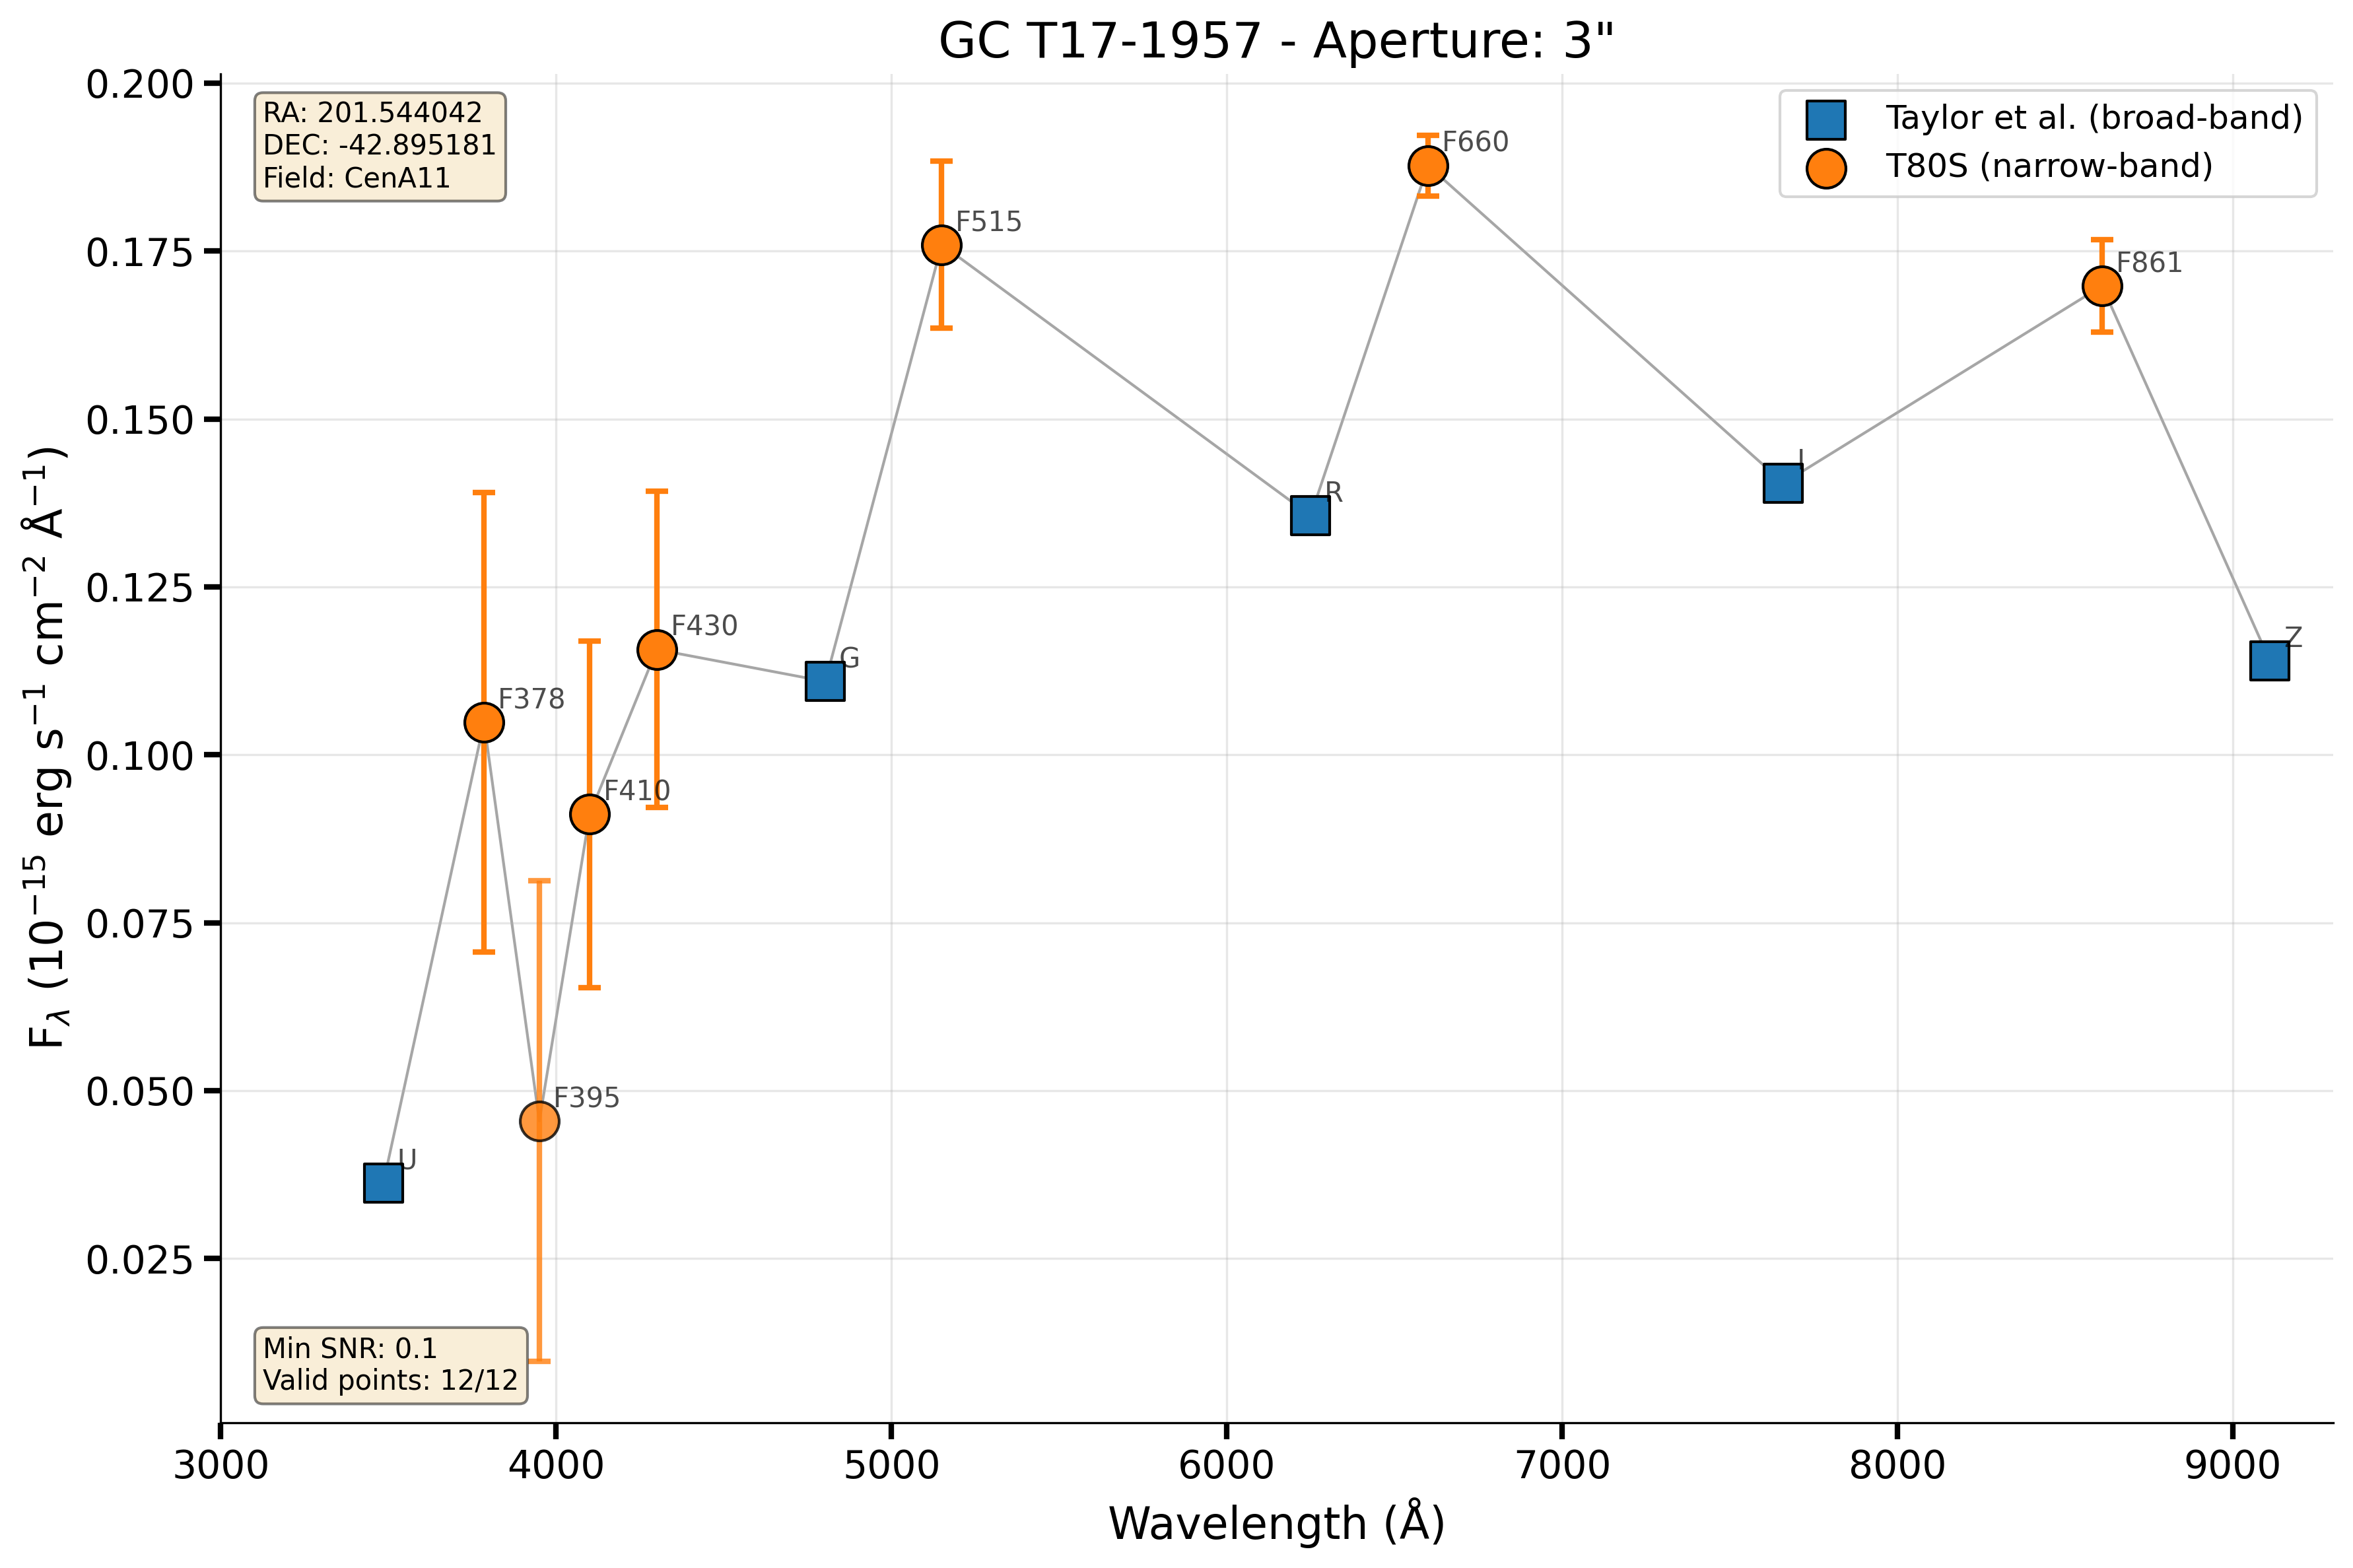 GC T17-1957 - Aperture: 3"
RA: 201.544042
DEC: -42.895181
Field: CenA11
Taylor et al. (broad-band)
T80S (narrow-band)
F660
F515
F861
I
R
F430
G
Z
F378
F410
F395
U
Min SNR: 0.1
Valid points: 12/12
0.200
0.175
0.150
0.125
0.100
0.075
0.050
0.025
F$_{λ}$ (10$^{−15}$ erg s$^{−1}$ cm$^{−2}$ Å$^{−1}$)
3000 4000 5000 6000 7000 8000 9000
Wavelength (Å)